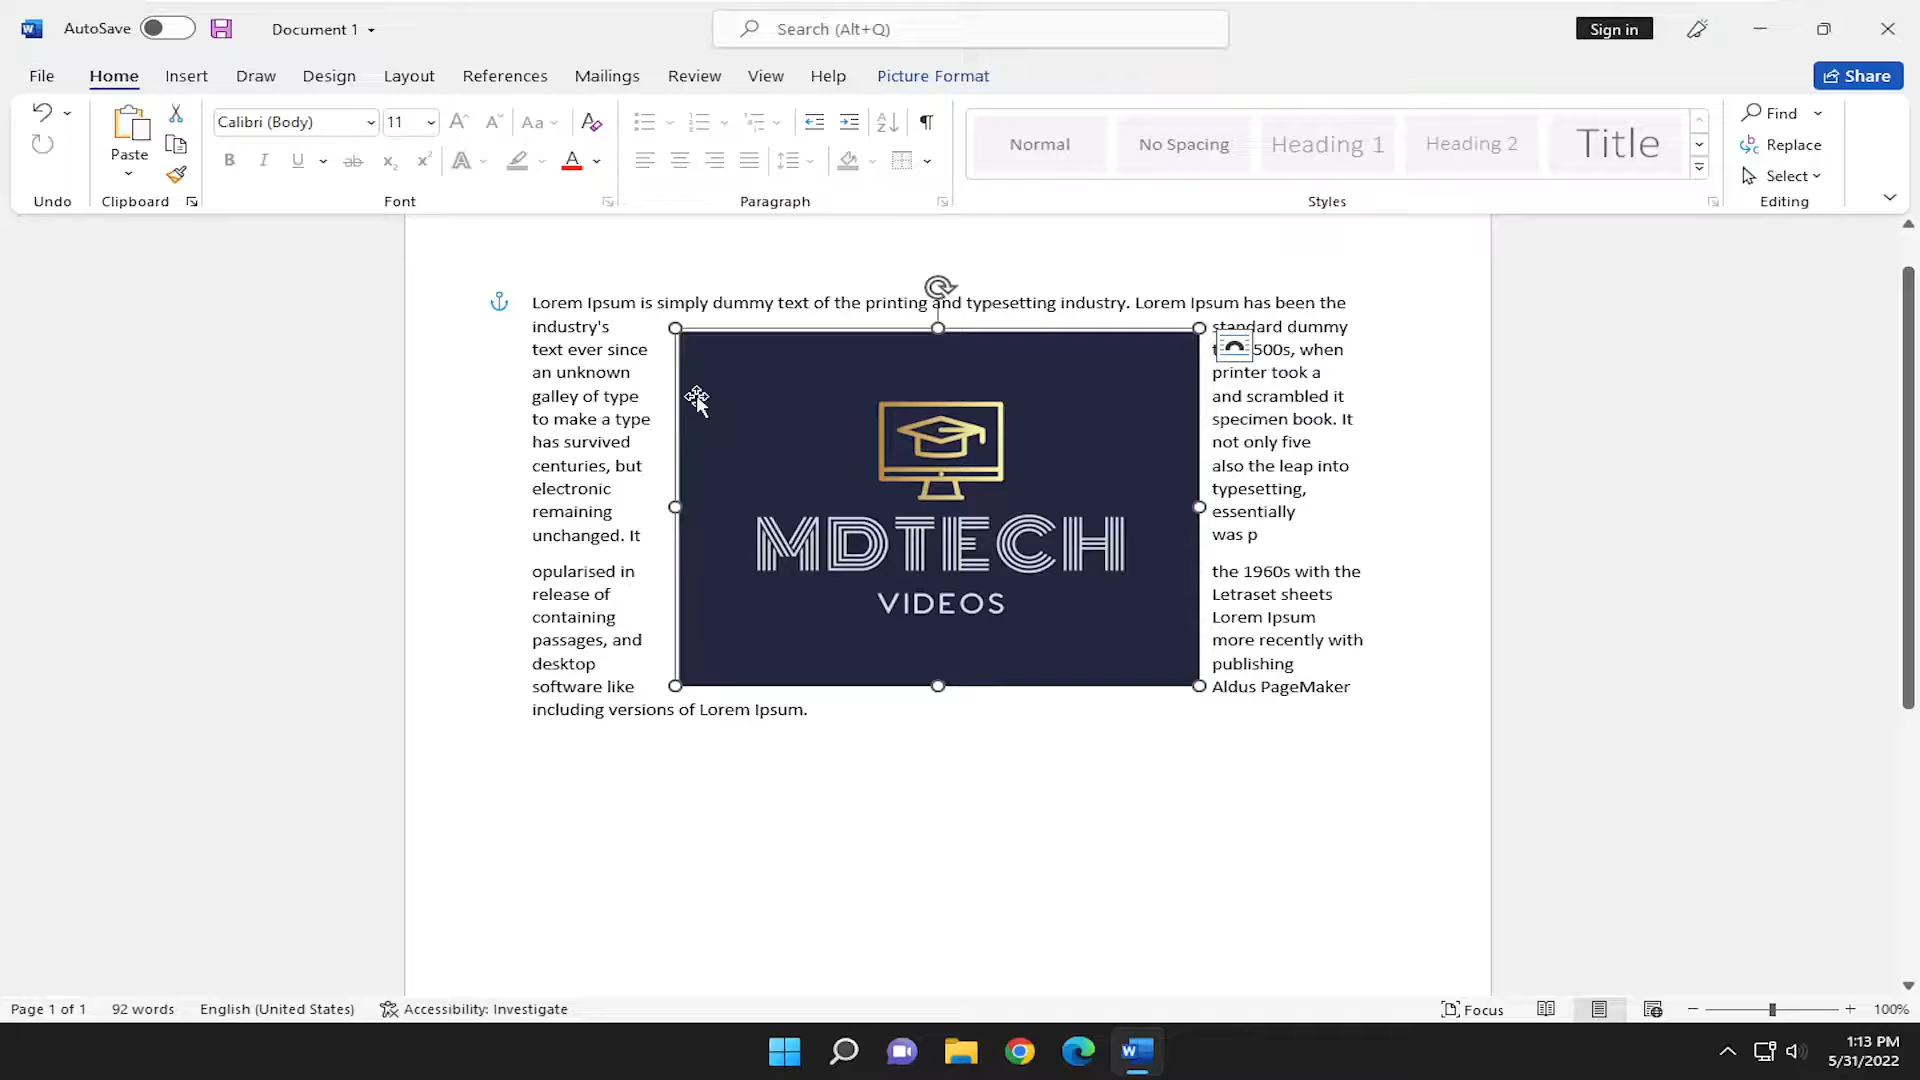 AutoSave
Document 1
Search (Alt+Q)
Sign in
File
Home
Insert
Draw
Design
Layout
References
Mailings
Review
View
Help
Picture Format
Share
Calibri (Body)
11
Paste
Normal
No Spacing
Heading 1
Heading 2
Title
Find
Replace
Select
Undo
Clipboard
Font
Paragraph
Styles
Editing
Lorem Ipsum is simply dummy text of the printing and typesetting industry. Lorem Ipsum has been the
industry's standard dummy
text ever since 500s, when
an unknown printer took a
galley of type and scrambled it
to make a type specimen book. It
has survived not only five
centuries, but also the leap into
electronic typesetting,
remaining essentially
unchanged. It was p
opularised in the 1960s with the
release of Letraset sheets
containing Lorem Ipsum
passages, and more recently with
desktop publishing
software like Aldus PageMaker
including versions of Lorem Ipsum.
MDTECH
VIDEOS
Page 1 of 1
92 words
English (United States)
Accessibility: Investigate
Focus
100%
1:13 PM
5/31/2022